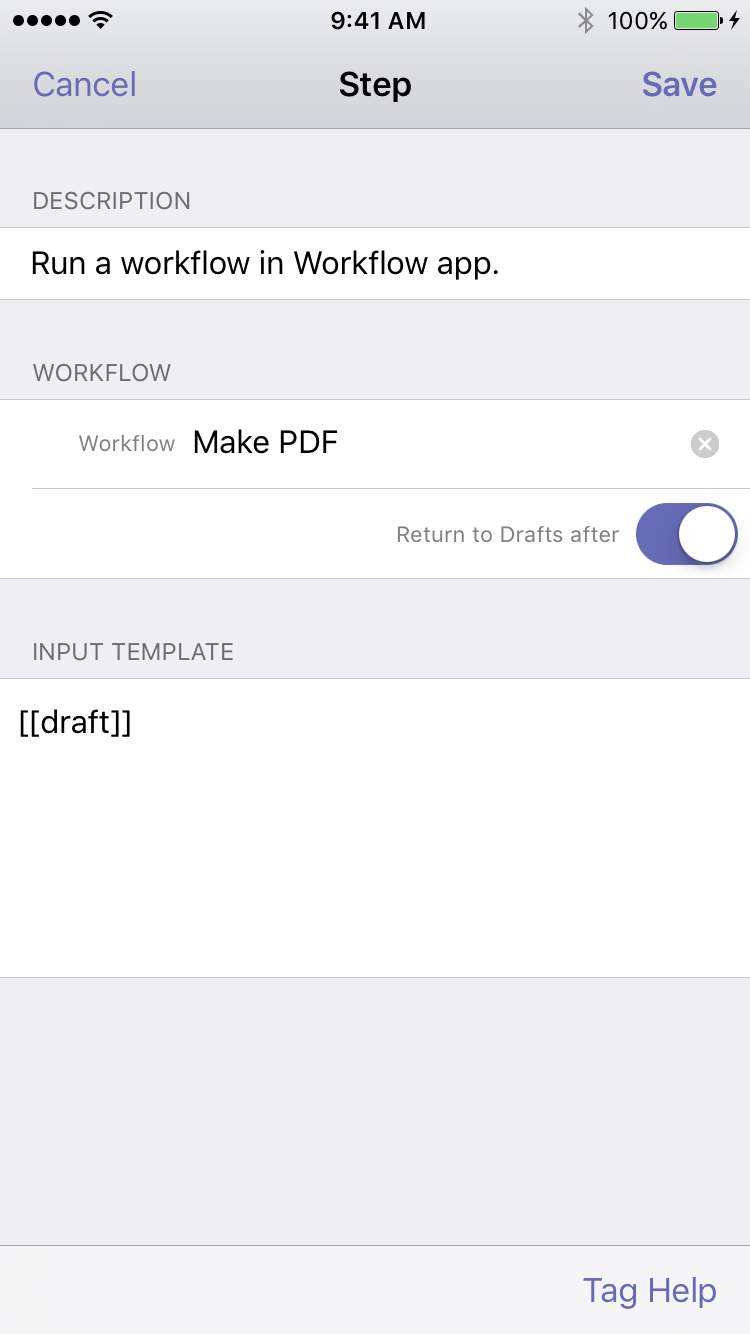 9:41 AM 100%
Cancel Step Save
DESCRIPTION
Run a workflow in Workflow app.
WORKFLOW
Workflow Make PDF
Return to Drafts after
INPUT TEMPLATE
[[draft]]
Tag Help